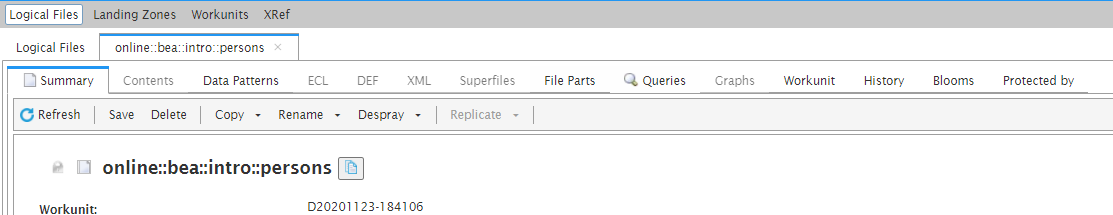 Logical Files Landing Zones Workunits XRef
Logical Files online::bea::intro::persons ×
Summary Contents Data Patterns ECL DEF XML Superfiles File Parts Queries Graphs Workunit History Blooms Protected by
Refresh Save Delete Copy Rename Despray Replicate
online::bea::intro::persons
Workunit: D20201123-184106